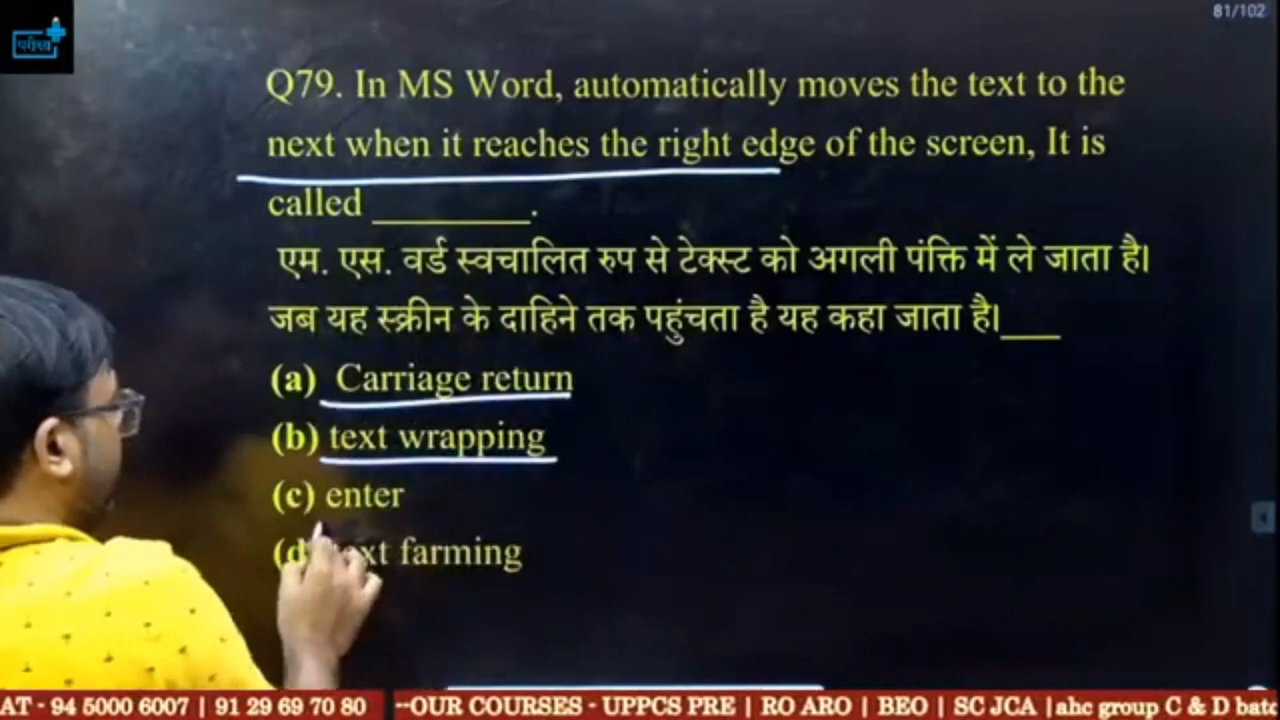 81/102
परीक्षा
Q79. In MS Word, automatically moves the text to the
next when it reaches the right edge of the screen, It is
called ________.
एम. एस. वर्ड स्वचालित रुप से टेक्स्ट को अगली पंक्ति में ले जाता है।
जब यह स्क्रीन के दाहिने तक पहुंचता है यह कहा जाता है।___
(a) Carriage return
(b) text wrapping
(c) enter
(d) text farming
AT - 94 5000 6007 | 91 29 69 70 80 --OUR COURSES - UPPCS PRE | RO ARO | BEO | SC JCA |ahc group C & D batc